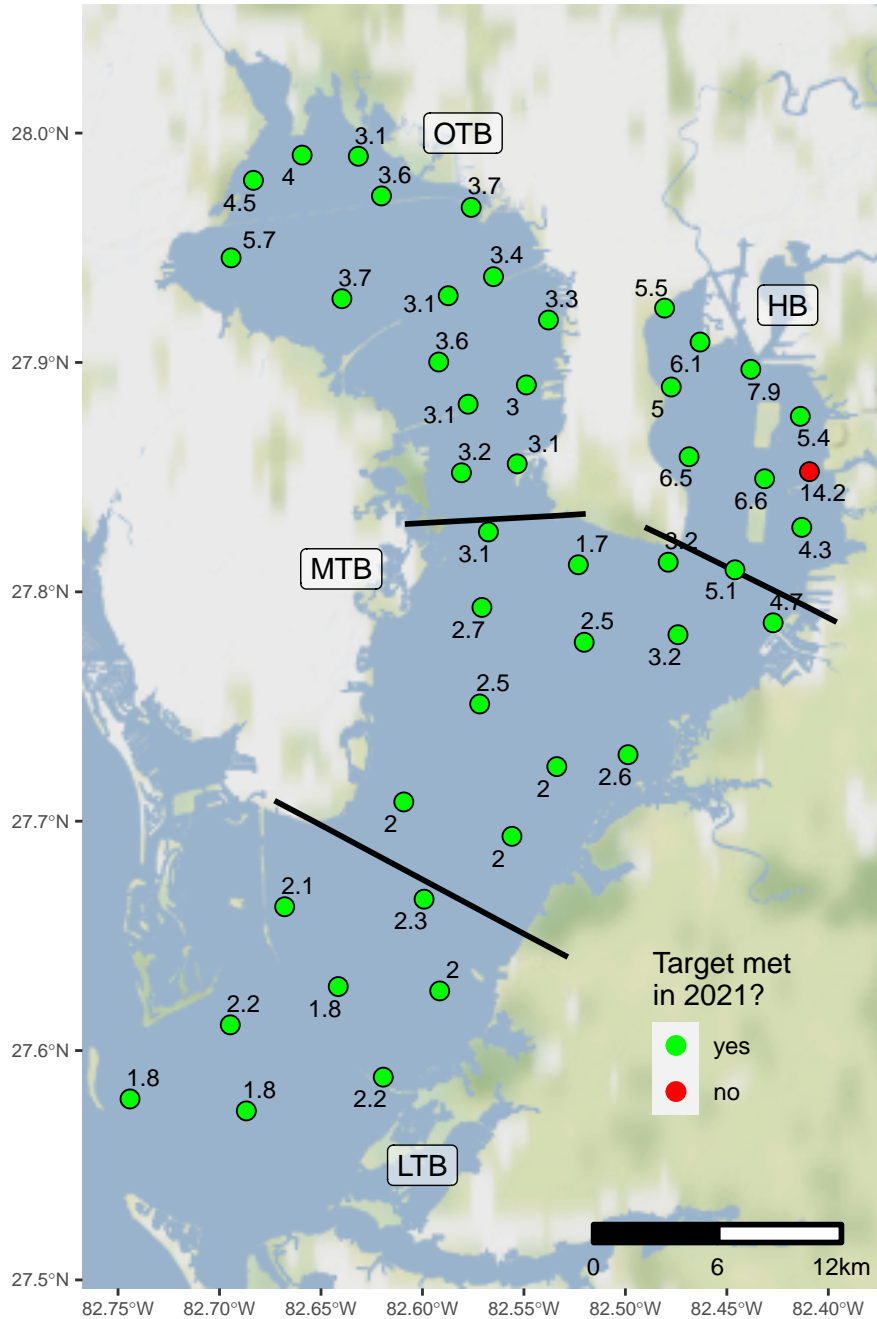 28.0°N
27.9°N
27.8°N
27.7°N
27.6°N
27.5°N
OTB
3.1
4
3.6
3.7
4.5
5.7
3.4
3.7
3.1
3.3
5.5
HB
3.6
6.1
7.9
3.1
3
5
5.4
3.2
3.1
6.5
6.6
14.2
3.1
1.7
3.2
4.3
MTB
5.1
2.7
2.5
3.2
4.7
2.5
2
2.6
2
2
2.1
2.3
1.8
2
2.2
1.8
1.8
2.2
LTB
Target met
in 2021?
yes
no
0 6 12km
82.75°W 82.70°W 82.65°W 82.60°W 82.55°W 82.50°W 82.45°W 82.40°W